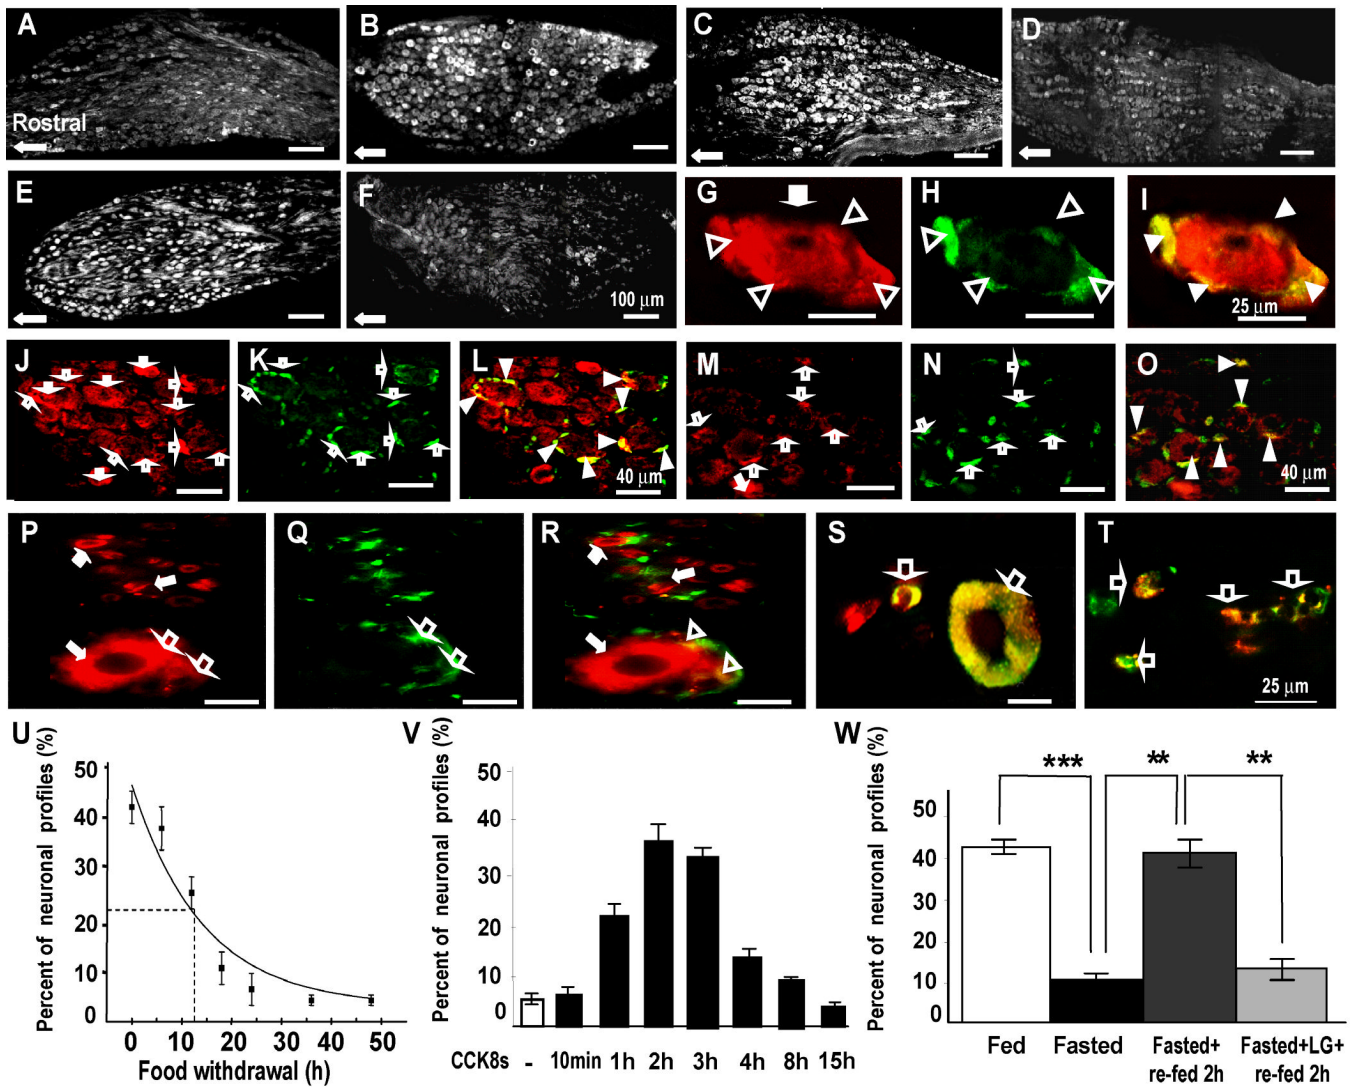 A
B
C
D
Rostral
E
F
100 µm
G
H
I
25 µm
J
K
L
40 µm
M
N
O
40 µm
P
Q
R
S
T
25 µm
U
Percent of neuronal profiles (%)
50
40
30
20
10
0
0 10 20 30 40 50
Food withdrawal (h)
V
Percent of neuronal profiles (%)
50
40
30
20
10
0
CCK8s - 10min 1h 2h 3h 4h 8h 15h
W
Percent of neuronal profiles (%)
*** ** **
50
40
30
20
10
0
Fed Fasted Fasted+ Fasted+LG+
re-fed 2h re-fed 2h